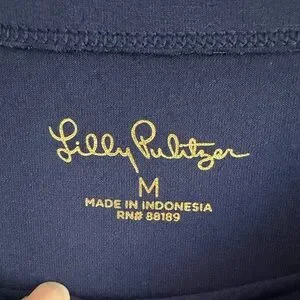 Lilly Pulitzer
M
MADE IN INDONESIA
RN# 88189